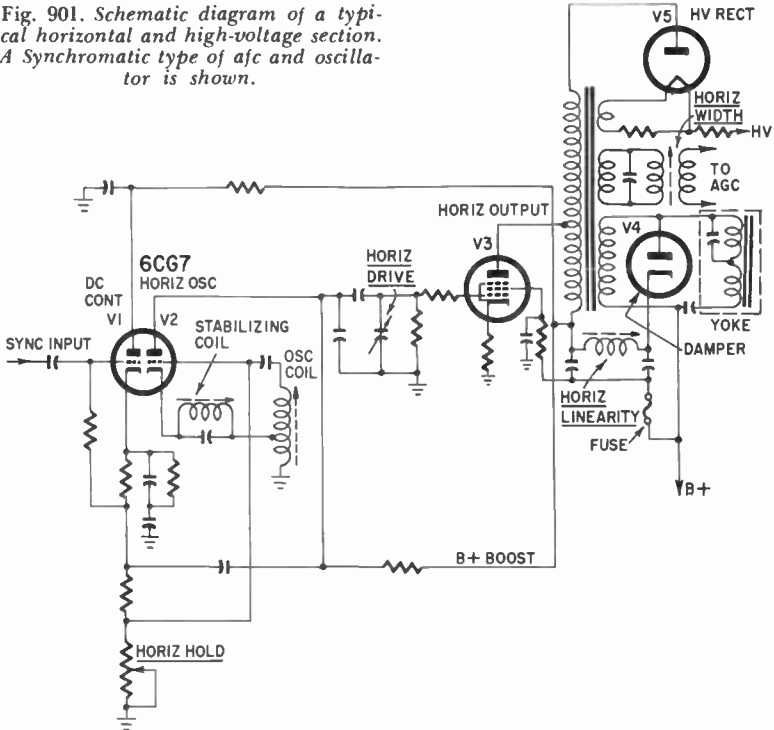 Fig. 901. Schematic diagram of a typi-
cal horizontal and high-voltage section.
A Synchromatic type of afc and oscilla-
tor is shown.
V5
HV RECT
HORIZ
WIDTH
HV
TO
AGC
HORIZ OUTPUT
V3
V4
6CG7
HORIZ OSC
DC
CONT
V1
V2
HORIZ
DRIVE
STABILIZING
COIL
SYNC INPUT
OSC
COIL
YOKE
DAMPER
HORIZ
LINEARITY
FUSE
B+
B+ BOOST
HORIZ HOLD